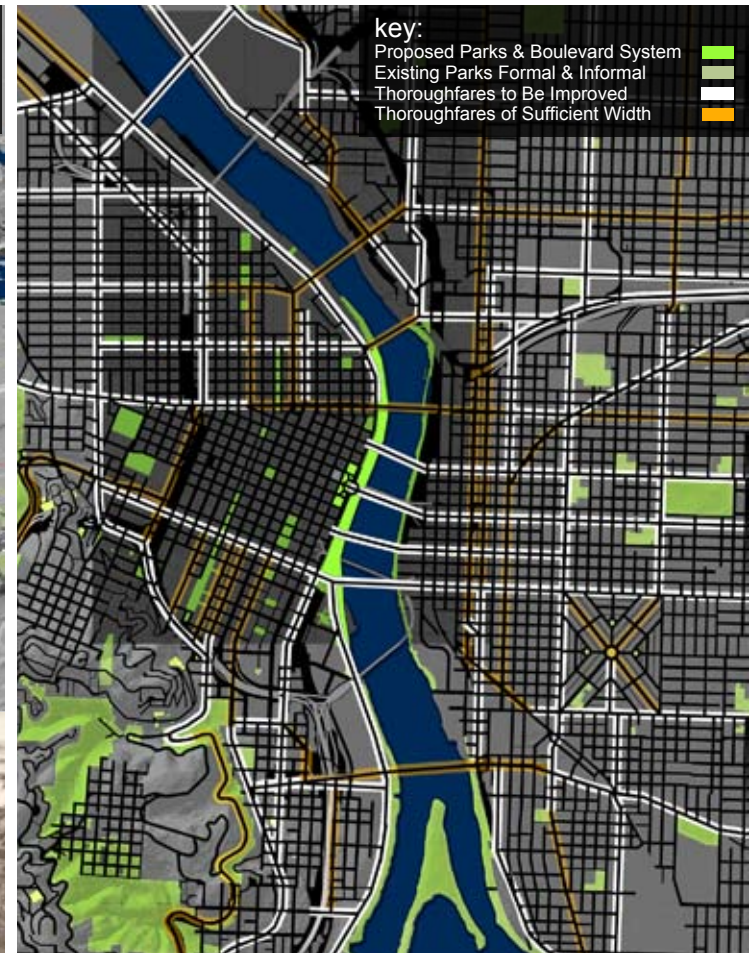 key:
Proposed Parks & Boulevard System
Existing Parks Formal & Informal
Thoroughfares to Be Improved
Thoroughfares of Sufficient Width